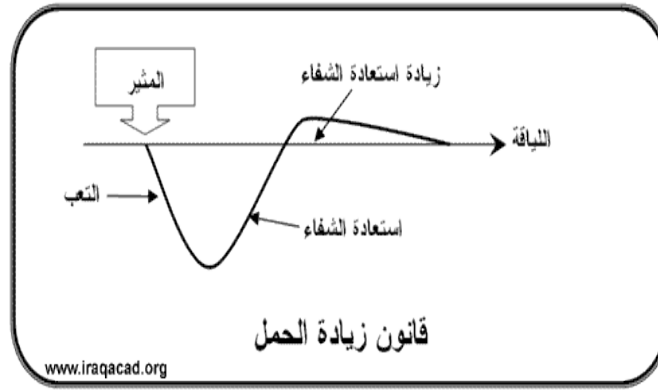 المثير
زيادة استعادة الشفاء
اللياقة
التعب
استعادة الشفاء
قانون زيادة الحمل
www.iraqacad.org